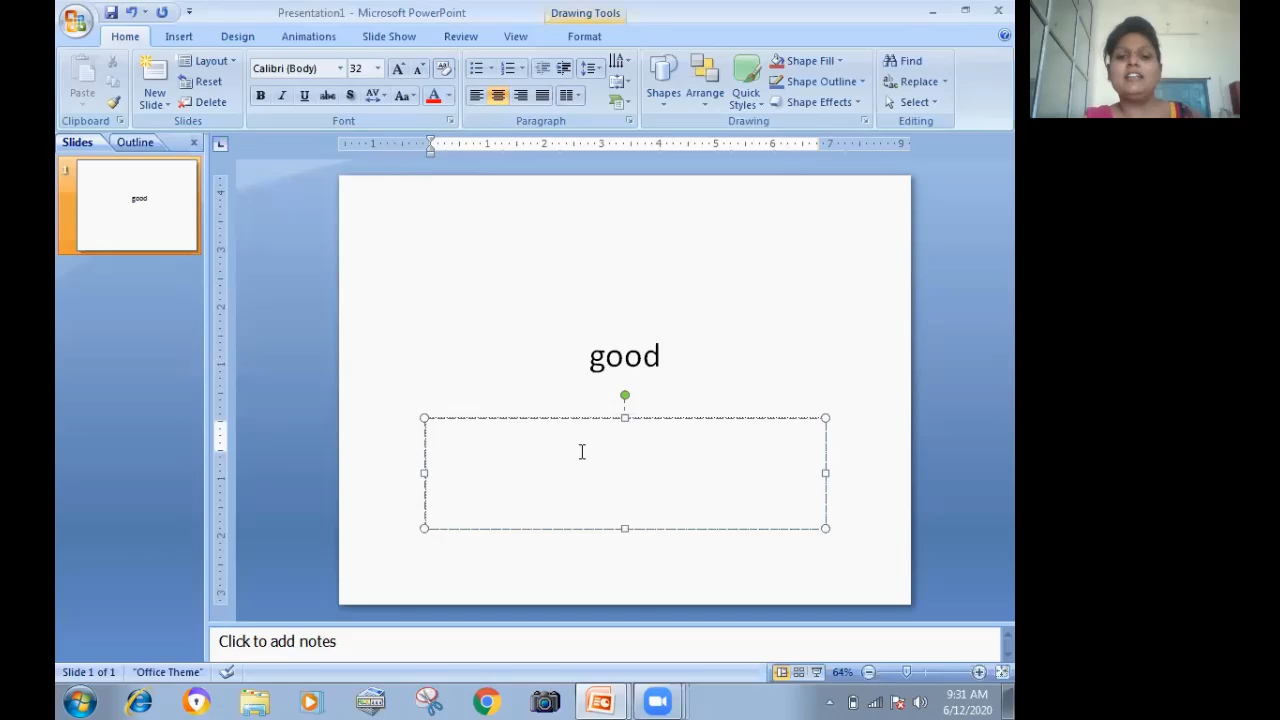 Presentation1 - Microsoft PowerPoint
Drawing Tools
Home Insert Design Animations Slide Show Review View Format
Paste
Clipboard
New Slide
Layout
Reset
Delete
Slides
Calibri (Body) 32
B I U abc S AV Aa A
Font
Paragraph
Shapes
Arrange
Quick Styles
Shape Fill
Shape Outline
Shape Effects
Drawing
Find
Replace
Select
Editing
Slides Outline
1
good
good
Click to add notes
Slide 1 of 1 "Office Theme" 64%
9:31 AM
6/12/2020